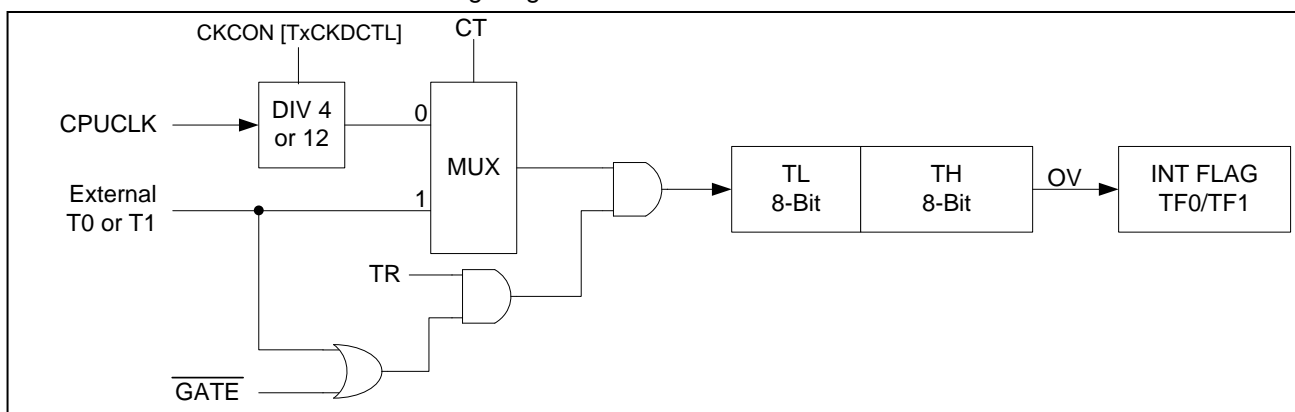 CKCON [TxCKDCTL]
CT
DIV 4
or 12
0
CPUCLK
MUX
External
T0 or T1
1
TL
8-Bit
TH
8-Bit
OV
INT FLAG
TF0/TF1
TR
GATE